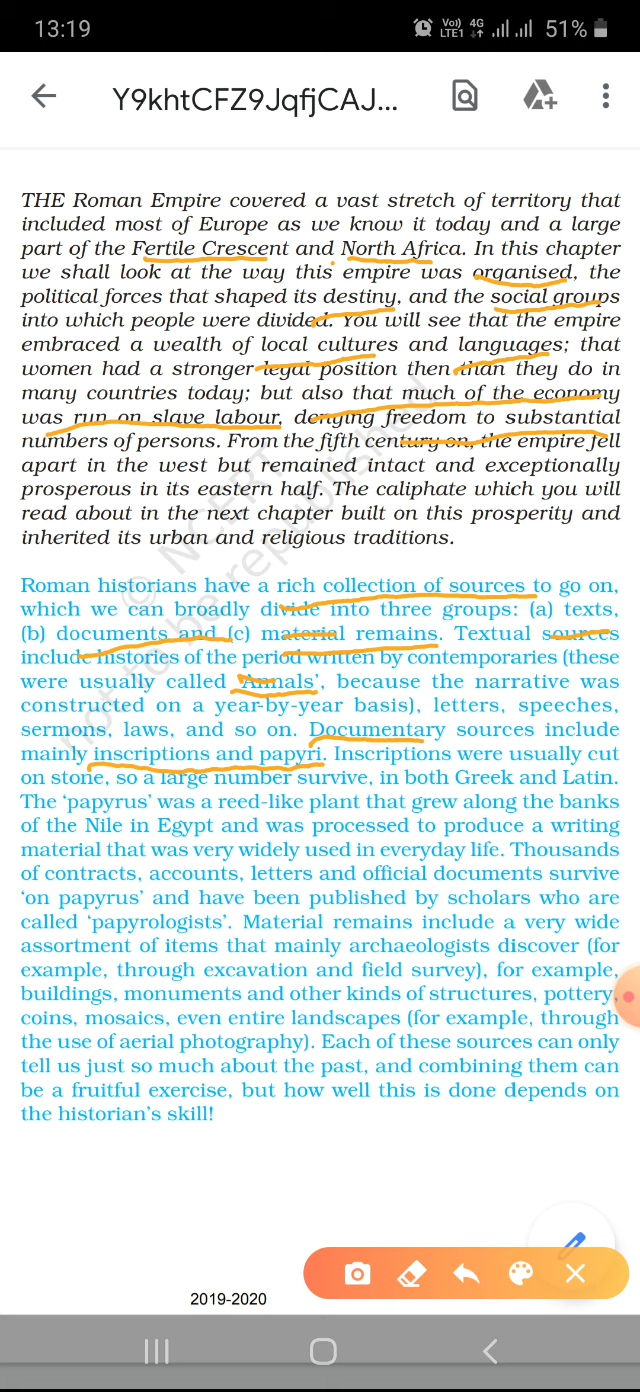 13:19
Vo)) 4G
LTE1 51%
Y9khtCFZ9JqfjCAJ...
THE Roman Empire covered a vast stretch of territory that
included most of Europe as we know it today and a large
part of the Fertile Crescent and North Africa. In this chapter
we shall look at the way this empire was organised, the
political forces that shaped its destiny, and the social groups
into which people were divided. You will see that the empire
embraced a wealth of local cultures and languages; that
women had a stronger legal position then than they do in
many countries today; but also that much of the economy
was run on slave labour, denying freedom to substantial
numbers of persons. From the fifth century on, the empire fell
apart in the west but remained intact and exceptionally
prosperous in its eastern half. The caliphate which you will
read about in the next chapter built on this prosperity and
inherited its urban and religious traditions.
Roman historians have a rich collection of sources to go on,
which we can broadly divide into three groups: (a) texts,
(b) documents and (c) material remains. Textual sources
include histories of the period written by contemporaries (these
were usually called ‘Annals’, because the narrative was
constructed on a year-by-year basis), letters, speeches,
sermons, laws, and so on. Documentary sources include
mainly inscriptions and papyri. Inscriptions were usually cut
on stone, so a large number survive, in both Greek and Latin.
The ‘papyrus’ was a reed-like plant that grew along the banks
of the Nile in Egypt and was processed to produce a writing
material that was very widely used in everyday life. Thousands
of contracts, accounts, letters and official documents survive
‘on papyrus’ and have been published by scholars who are
called ‘papyrologists’. Material remains include a very wide
assortment of items that mainly archaeologists discover (for
example, through excavation and field survey), for example,
buildings, monuments and other kinds of structures, pottery,
coins, mosaics, even entire landscapes (for example, through
the use of aerial photography). Each of these sources can only
tell us just so much about the past, and combining them can
be a fruitful exercise, but how well this is done depends on
the historian’s skill!
© NCERT
not to be republished
2019-2020